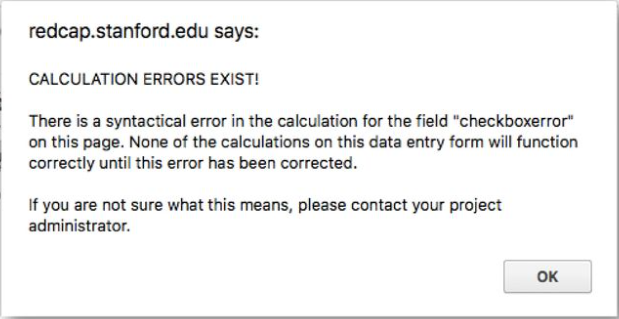 redcap.stanford.edu says:
CALCULATION ERRORS EXIST!
There is a syntactical error in the calculation for the field "checkboxerror"
on this page. None of the calculations on this data entry form will function
correctly until this error has been corrected.
If you are not sure what this means, please contact your project
administrator.
OK